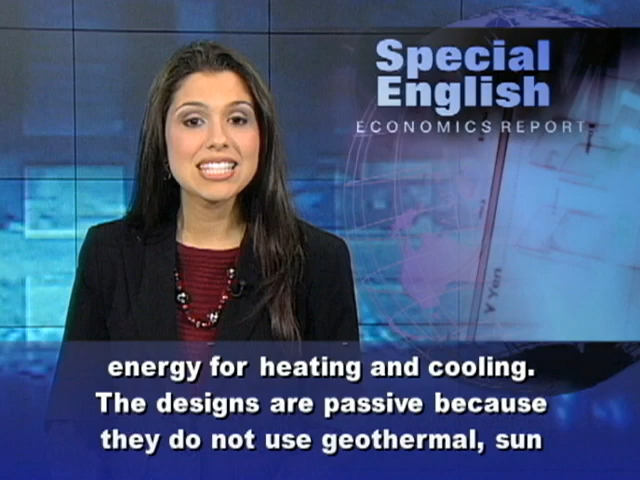 Special
English
ECONOMICS REPORT
¥ Yen
energy for heating and cooling.
The designs are passive because
they do not use geothermal, sun